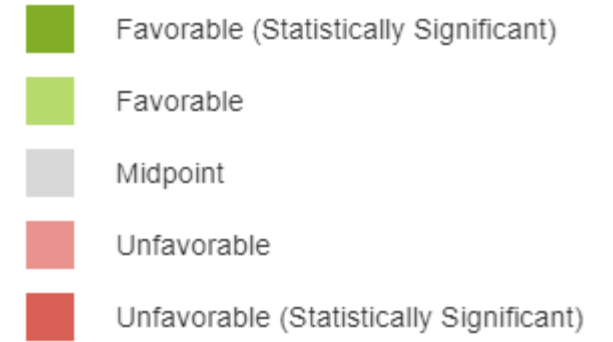 Favorable (Statistically Significant)
Favorable
Midpoint
Unfavorable
Unfavorable (Statistically Significant)